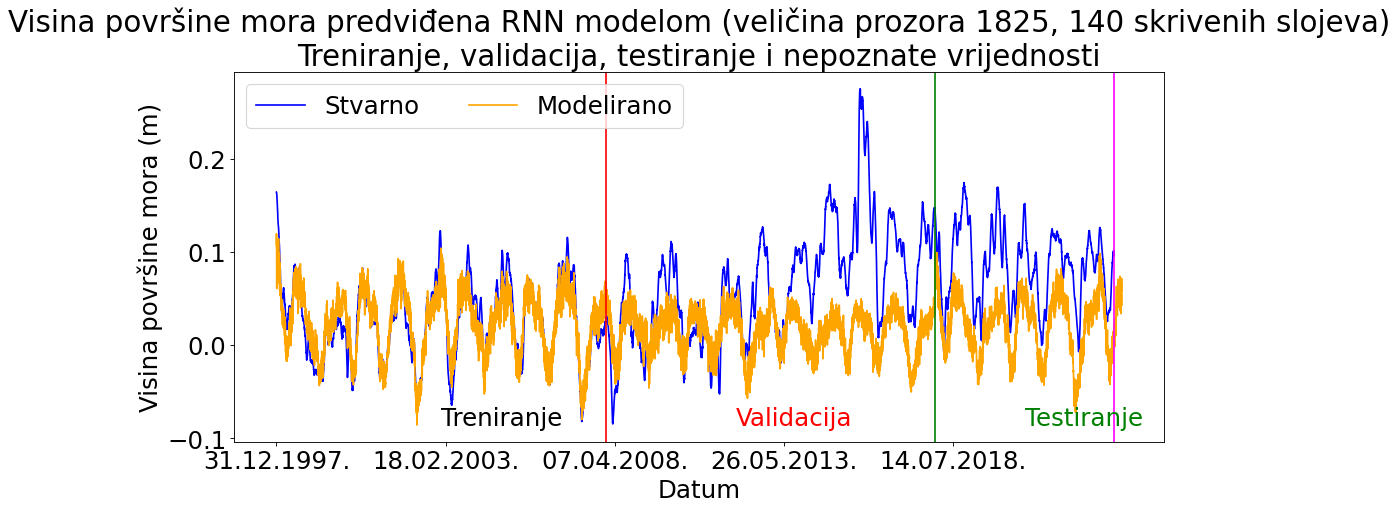 Visina površine mora predviđena RNN modelom (veličina prozora 1825, 140 skrivenih slojeva)
Treniranje, validacija, testiranje i nepoznate vrijednosti
Stvarno Modelirano
Visina površine mora (m)
0.2
0.1
0.0
−0.1
Treniranje Validacija Testiranje
31.12.1997. 18.02.2003. 07.04.2008. 26.05.2013. 14.07.2018.
Datum